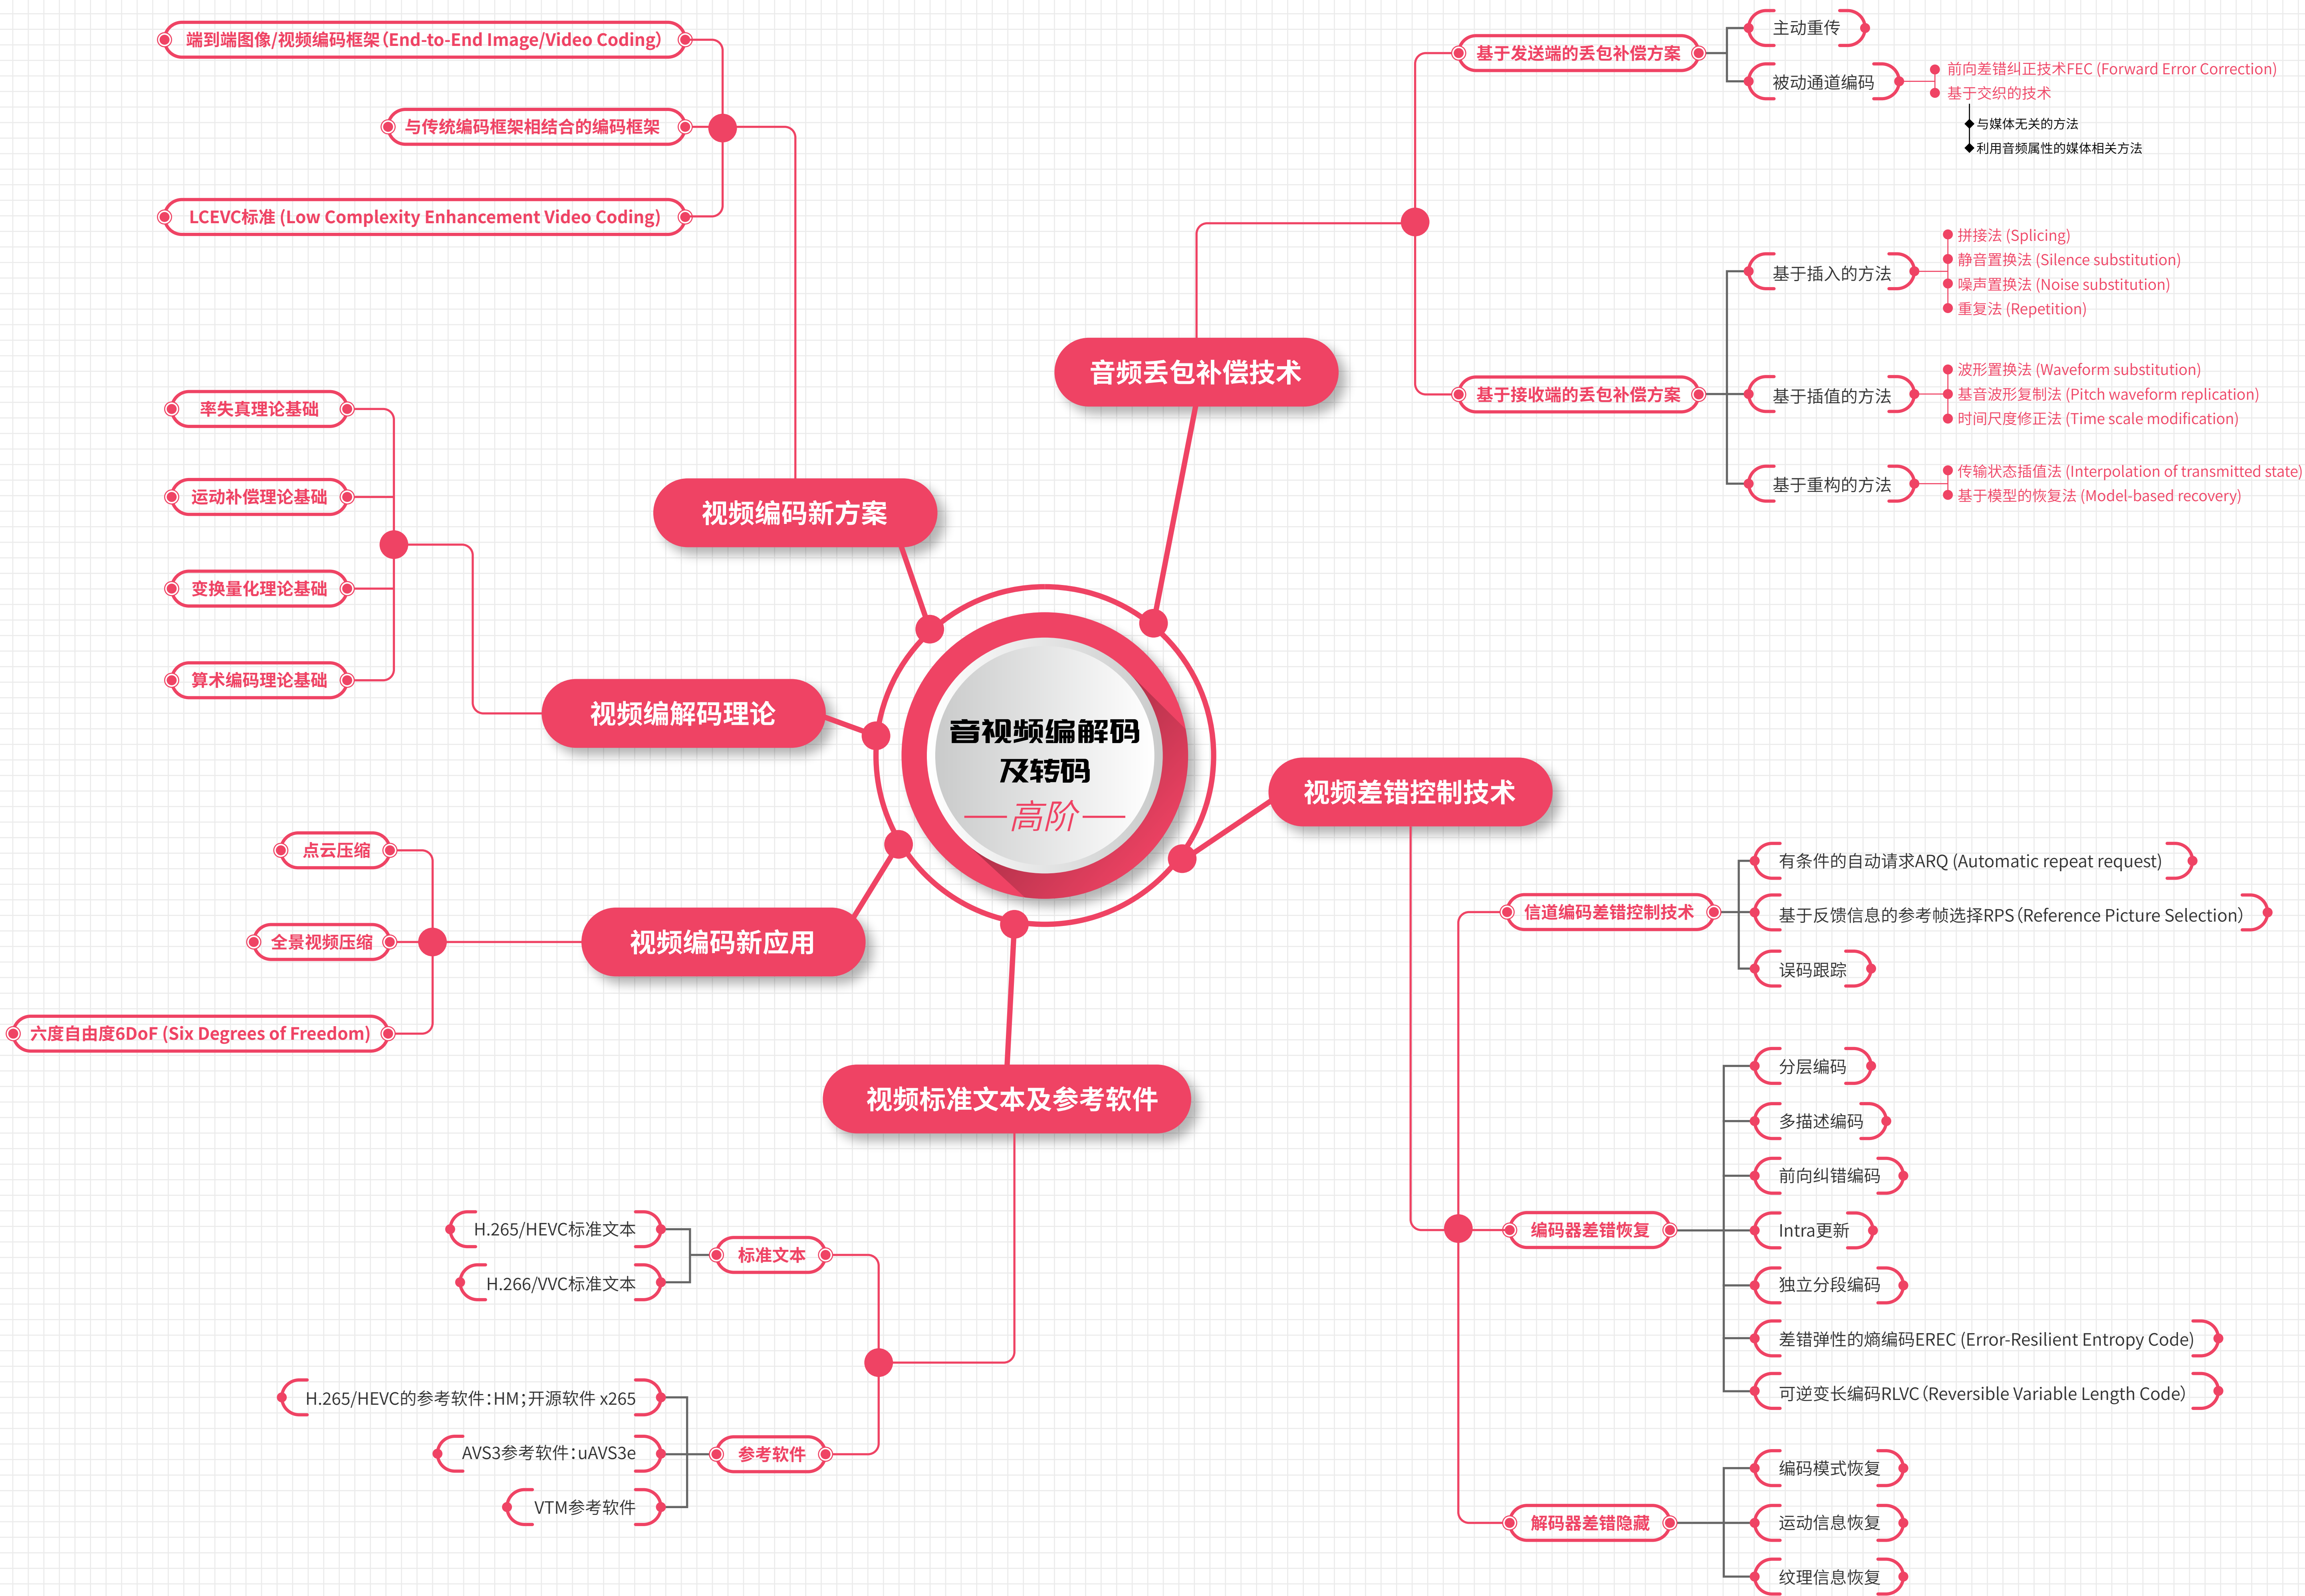 音视频编解码
及转码
高阶
视频编码新方案
端到端图像/视频编码框架（End-to-End Image/Video Coding）
与传统编码框架相结合的编码框架
LCEVC标准 (Low Complexity Enhancement Video Coding)
视频编解码理论
率失真理论基础
运动补偿理论基础
变换量化理论基础
算术编码理论基础
视频编码新应用
点云压缩
全景视频压缩
六度自由度6DoF (Six Degrees of Freedom)
视频标准文本及参考软件
标准文本
H.265/HEVC标准文本
H.266/VVC标准文本
参考软件
H.265/HEVC的参考软件：HM；开源软件 x265
AVS3参考软件：uAVS3e
VTM参考软件
音频丢包补偿技术
基于发送端的丢包补偿方案
主动重传
被动通道编码
前向差错纠正技术FEC (Forward Error Correction)
基于交织的技术
与媒体无关的方法
利用音频属性的媒体相关方法
基于接收端的丢包补偿方案
基于插入的方法
拼接法 (Splicing)
静音置换法 (Silence substitution)
噪声置换法 (Noise substitution)
重复法 (Repetition)
基于插值的方法
波形置换法 (Waveform substitution)
基音波形复制法 (Pitch waveform replication)
时间尺度修正法 (Time scale modification)
基于重构的方法
传输状态插值法 (Interpolation of transmitted state)
基于模型的恢复法 (Model-based recovery)
视频差错控制技术
信道编码差错控制技术
有条件的自动请求ARQ (Automatic repeat request)
基于反馈信息的参考帧选择RPS（Reference Picture Selection）
误码跟踪
编码器差错恢复
分层编码
多描述编码
前向纠错编码
Intra更新
独立分段编码
差错弹性的熵编码EREC (Error-Resilient Entropy Code)
可逆变长编码RLVC（Reversible Variable Length Code）
解码器差错隐藏
编码模式恢复
运动信息恢复
纹理信息恢复